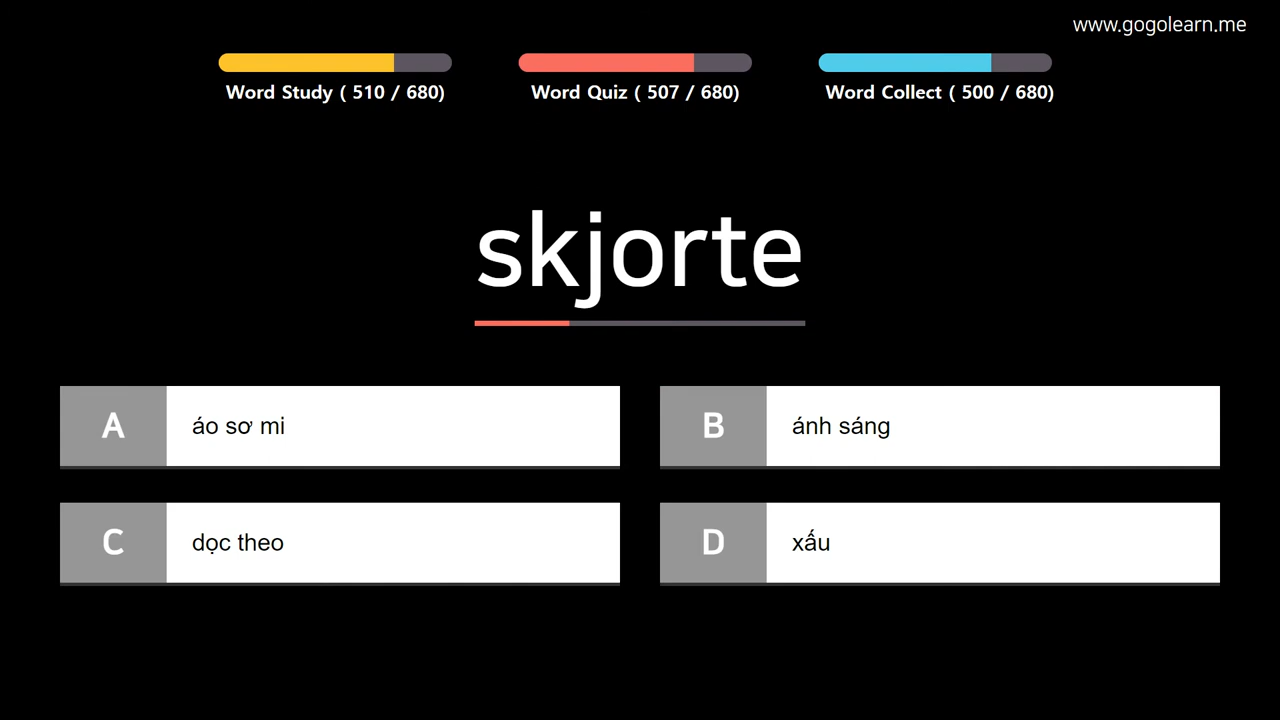 www.gogolearn.me
Word Study ( 510 / 680)
Word Quiz ( 507 / 680)
Word Collect ( 500 / 680)
skjorte
A
áo sơ mi
B
ánh sáng
C
dọc theo
D
xấu